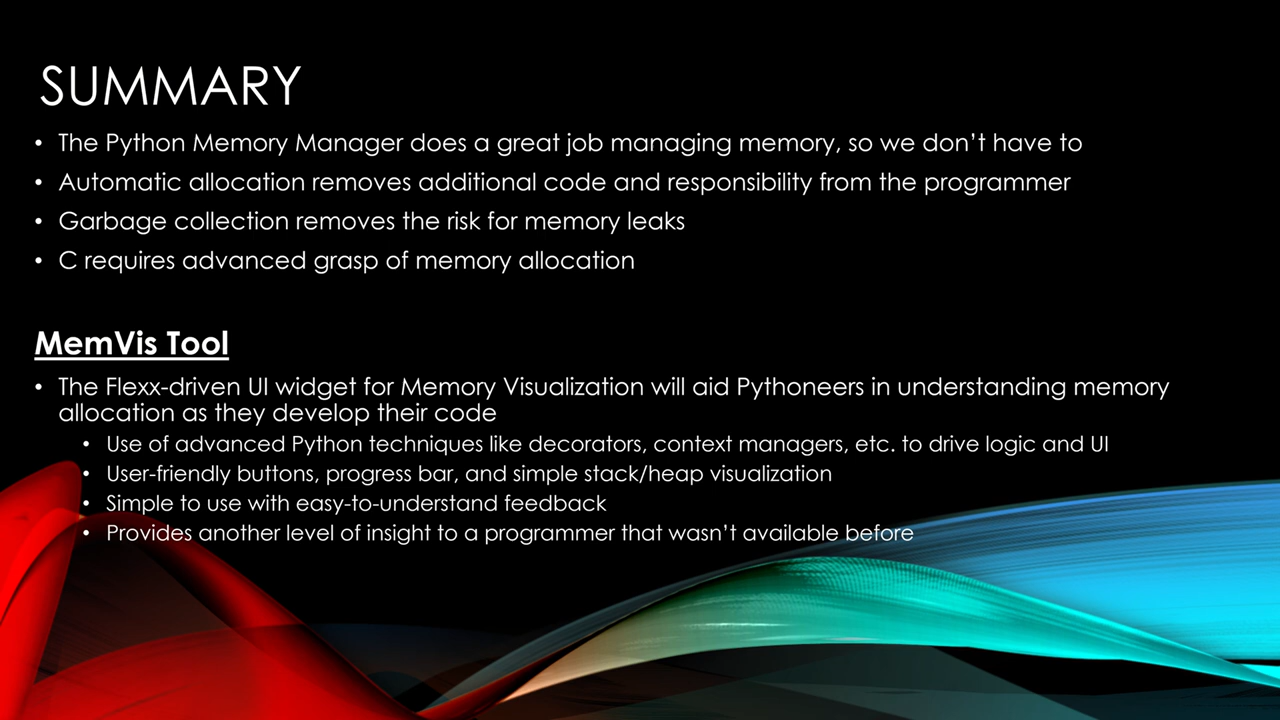 SUMMARY
• The Python Memory Manager does a great job managing memory, so we don’t have to
• Automatic allocation removes additional code and responsibility from the programmer
• Garbage collection removes the risk for memory leaks
• C requires advanced grasp of memory allocation
MemVis Tool
• The Flexx-driven UI widget for Memory Visualization will aid Pythoneers in understanding memory
allocation as they develop their code
• Use of advanced Python techniques like decorators, context managers, etc. to drive logic and UI
• User-friendly buttons, progress bar, and simple stack/heap visualization
• Simple to use with easy-to-understand feedback
• Provides another level of insight to a programmer that wasn’t available before